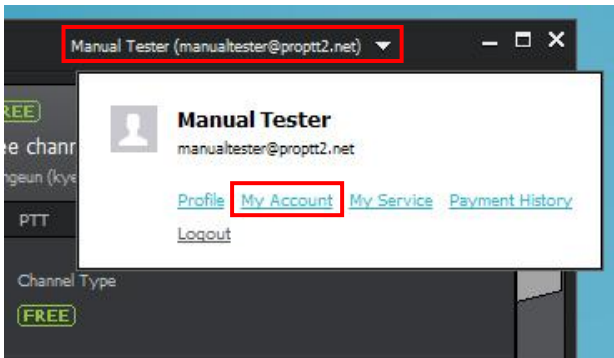 Manual Tester (manualtester@proptt2.net)
Manual Tester
manualtester@proptt2.net
Profile My Account My Service Payment History
Logout
REE
ee chann
ngeun (kye
PTT
Channel Type
FREE